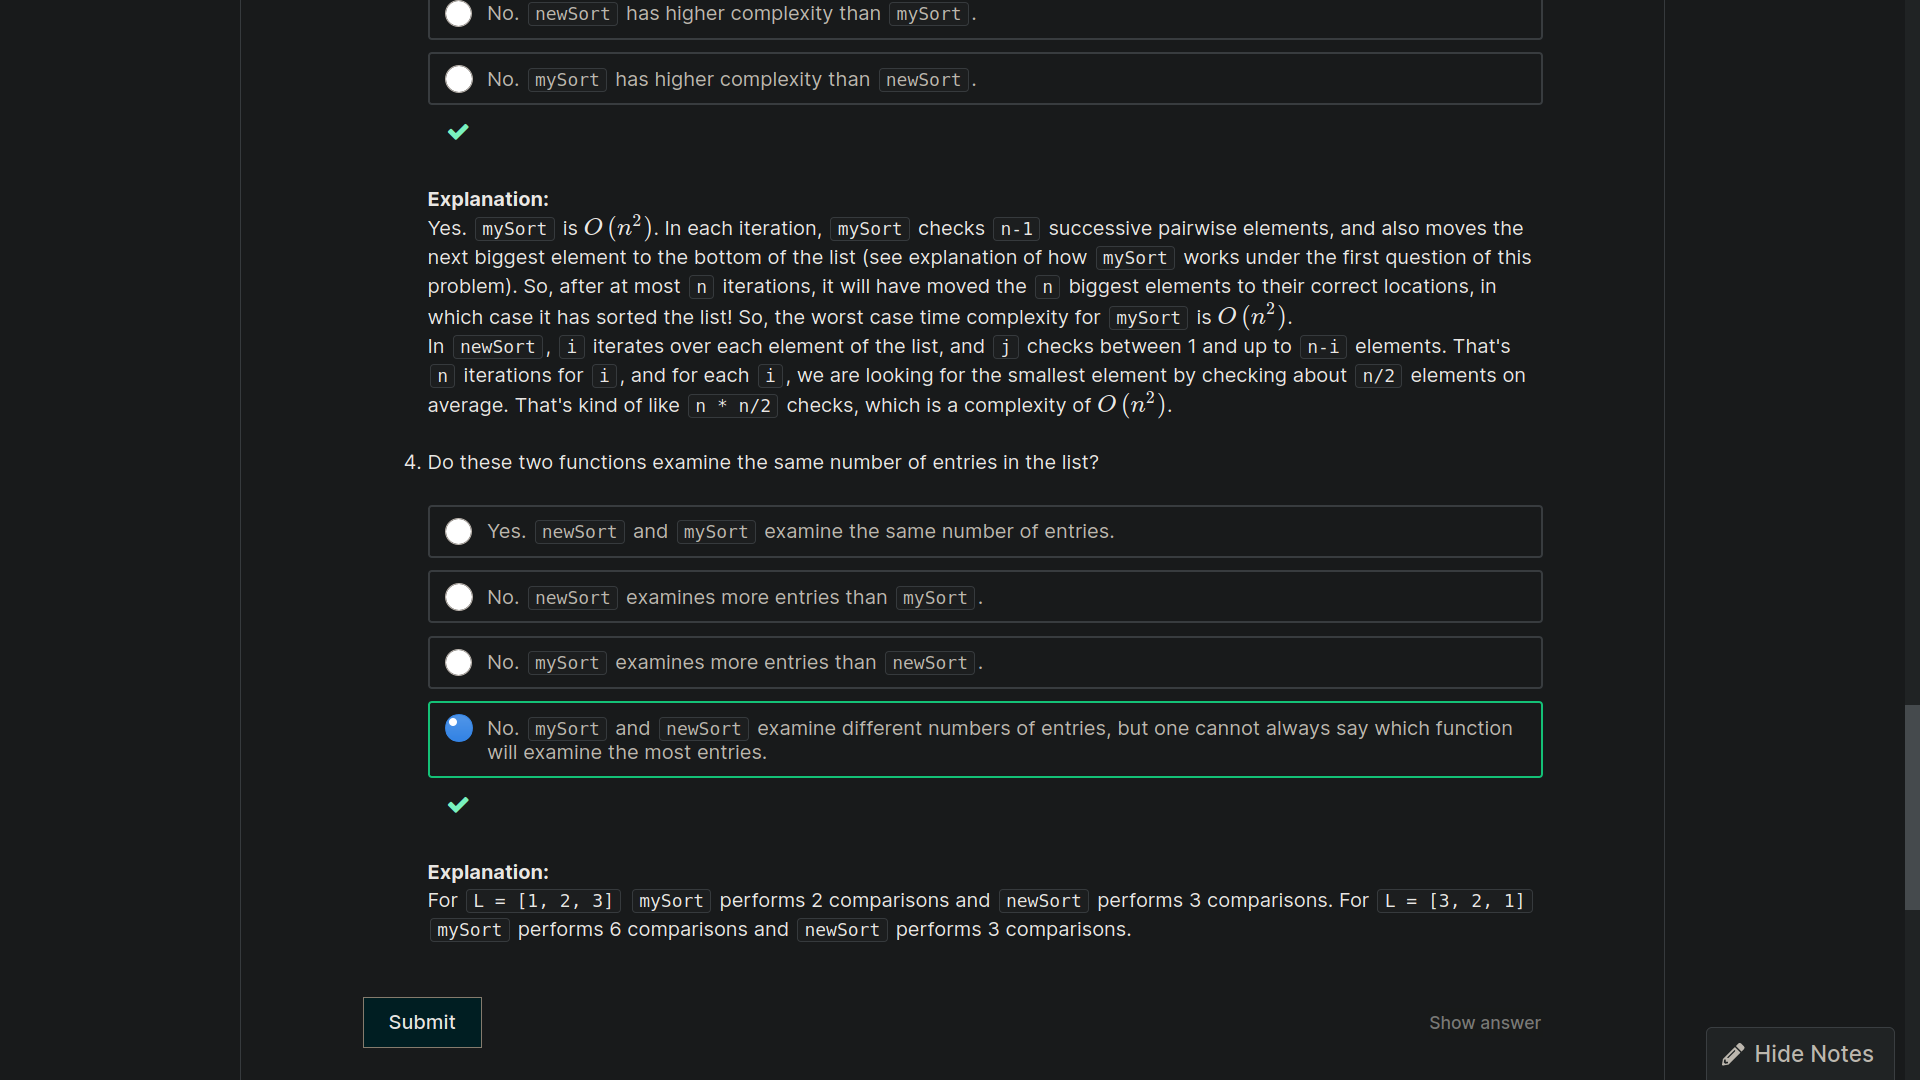 No. newSort has higher complexity than mySort.
No. mySort has higher complexity than newSort.
Explanation:
Yes. mySort is O(n²). In each iteration, mySort checks n-1 successive pairwise elements, and also moves the
next biggest element to the bottom of the list (see explanation of how mySort works under the first question of this
problem). So, after at most n iterations, it will have moved the n biggest elements to their correct locations, in
which case it has sorted the list! So, the worst case time complexity for mySort is O(n²).
In newSort, i iterates over each element of the list, and j checks between 1 and up to n-i elements. That's
n iterations for i, and for each i, we are looking for the smallest element by checking about n/2 elements on
average. That's kind of like n * n/2 checks, which is a complexity of O(n²).
4. Do these two functions examine the same number of entries in the list?
Yes. newSort and mySort examine the same number of entries.
No. newSort examines more entries than mySort.
No. mySort examines more entries than newSort.
No. mySort and newSort examine different numbers of entries, but one cannot always say which function
will examine the most entries.
Explanation:
For L = [1, 2, 3] mySort performs 2 comparisons and newSort performs 3 comparisons. For L = [3, 2, 1]
mySort performs 6 comparisons and newSort performs 3 comparisons.
Submit
Show answer
Hide Notes